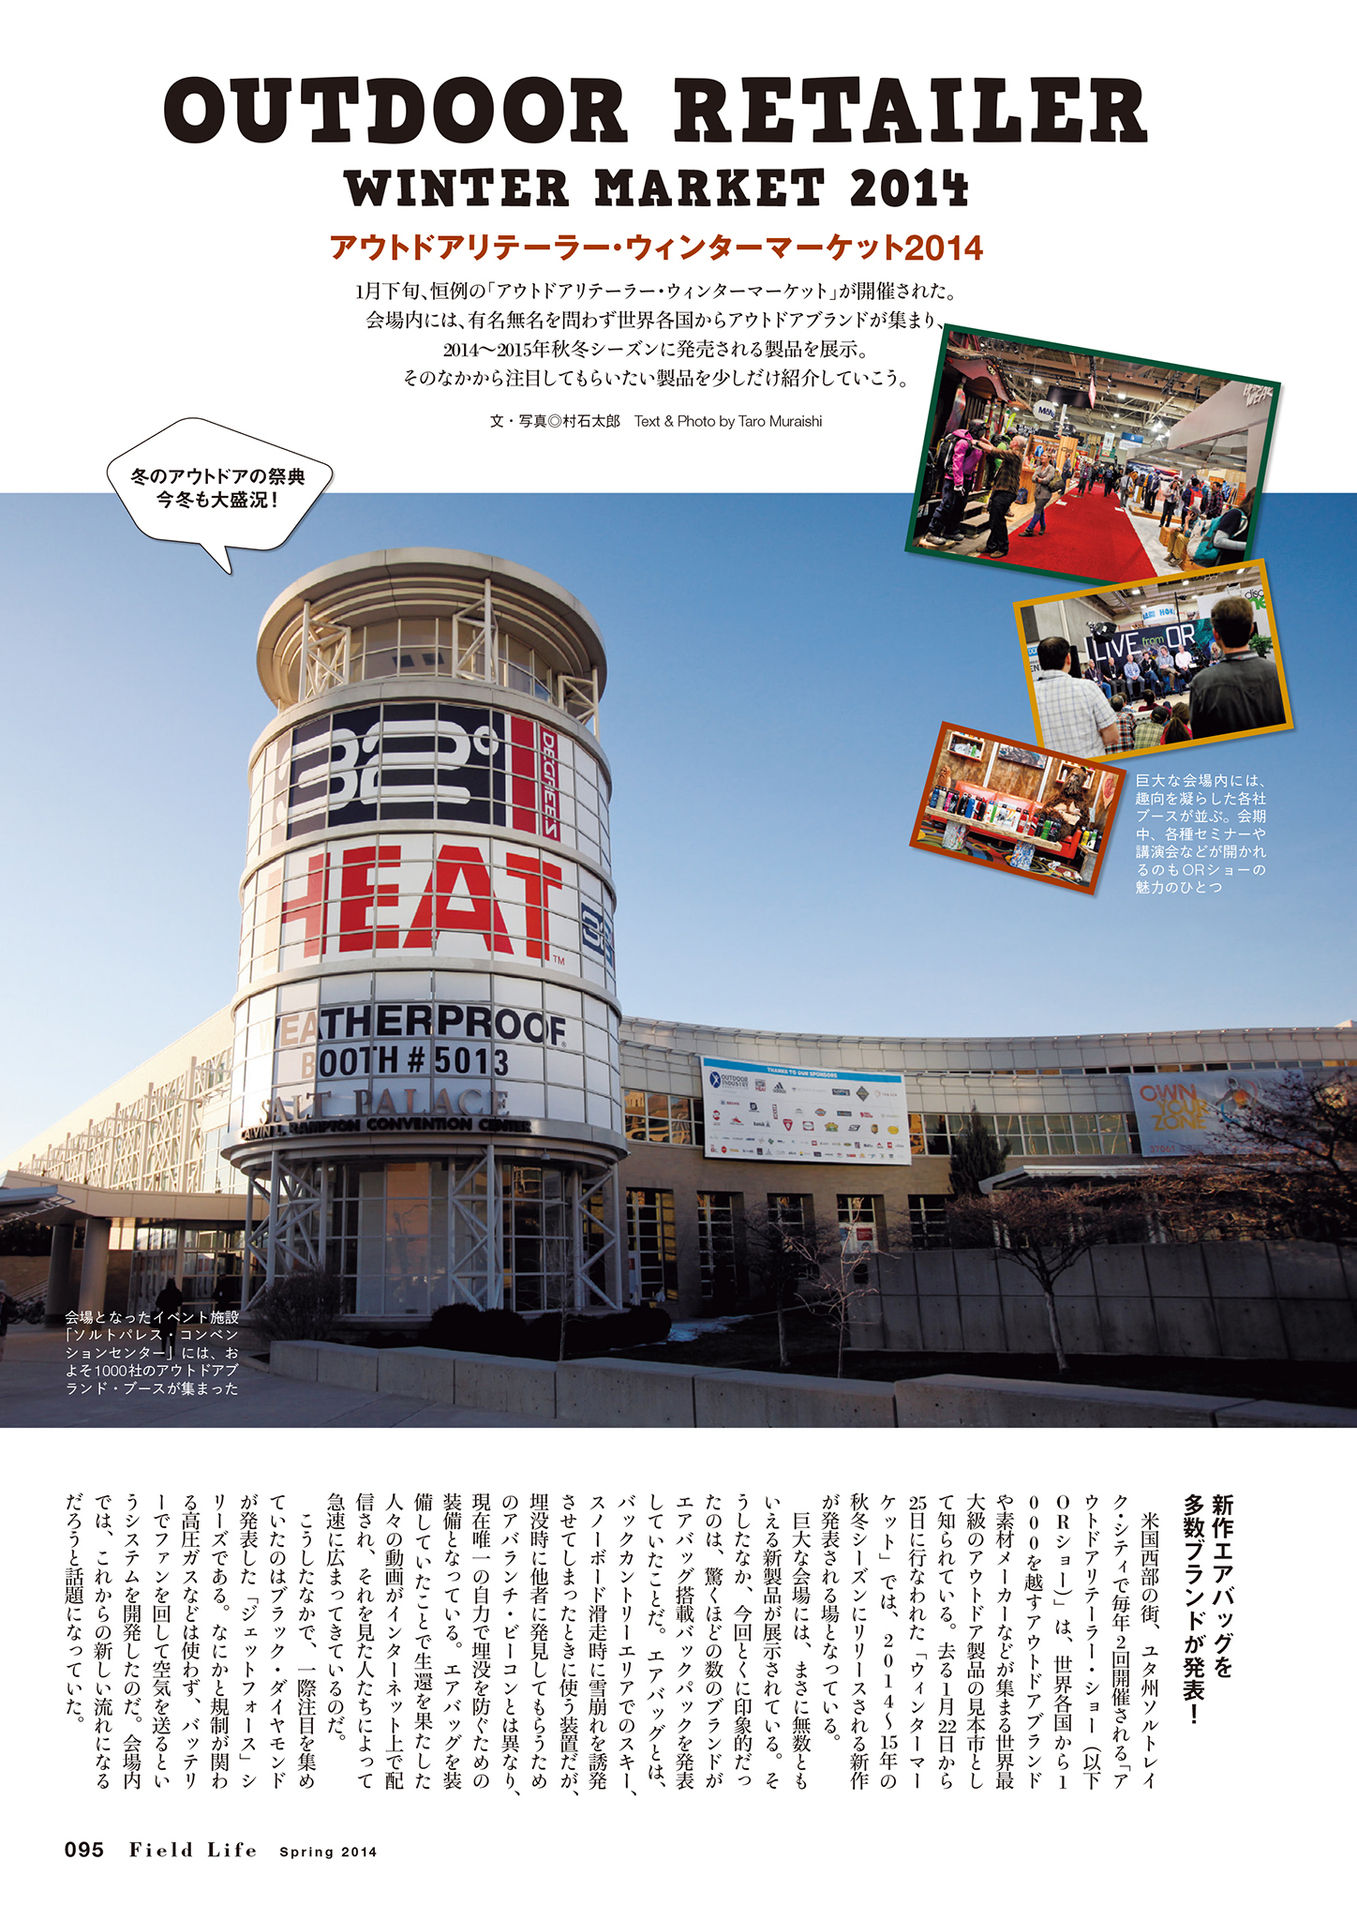 OUTDOOR RETAILER
WINTER MARKET 2014
アウトドアリテーラー・ウィンターマーケット2014
1月下旬、恒例の「アウトドアリテーラー・ウィンターマーケット」が開催された。
会場内には、有名無名を問わず世界各国からアウトドアブランドが集まり、
2014〜2015年秋冬シーズンに発売される製品を展示。
そのなかから注目してもらいたい製品を少しだけ紹介していこう。
文・写真◎村石太郎 Text & Photo by Taro Muraishi
冬のアウトドアの祭典
今冬も大盛況！
LIVE from OR
巨大な会場内には、
趣向を凝らした各社
ブースが並ぶ。会期
中、各種セミナーや
講演会などが開かれ
るのもORショーの
魅力のひとつ
32°
DEGREES
HEAT
TM
EATHERPROOF®
BOOTH # 5013
SALT PALACE
CALVIN L. RAMPTON CONVENTION CENTER
THANKS TO OUR SPONSORS
OUTDOOR
INDUSTRY
OWN
YOUR
ZONE
会場となったイベント施設
「ソルトパレス・コンベン
ションセンター」には、お
よそ1000社のアウトドアブ
ランド・ブースが集まった
新作エアバッグを
多数ブランドが発表！
米国西部の街、ユタ州ソルトレイ
ク・シティで毎年2回開催される「ア
ウトドアリテーラー・ショー（以下
ORショー）」は、世界各国から1
000を越すアウトドアブランド
や素材メーカーなどが集まる世界最
大級のアウトドア製品の見本市とし
て知られている。去る1月22日から
25日に行なわれた「ウィンターマー
ケット」では、2014〜15年の
秋冬シーズンにリリースされる新作
が発表される場となっている。
巨大な会場には、まさに無数とも
いえる新製品が展示されている。そ
うしたなか、今回とくに印象的だっ
たのは、驚くほどの数のブランドが
エアバッグ搭載バックパックを発表
していたことだ。エアバッグとは、
バックカントリーエリアでのスキー、
スノーボード滑走時に雪崩れを誘発
させてしまったときに使う装置だが、
埋没時に他者に発見してもらうため
のアバランチ・ビーコンとは異なり、
現在唯一の自力で埋没を防ぐための
装備となっている。エアバッグを装
備していたことで生還を果たした
人々の動画がインターネット上で配
信され、それを見た人たちによって
急速に広まってきているのだ。
こうしたなかで、一際注目を集め
ていたのはブラック・ダイヤモンド
が発表した「ジェットフォース」シ
リーズである。なにかと規制が関わ
る高圧ガスなどは使わず、バッテリ
ーでファンを回して空気を送るとい
うシステムを開発したのだ。会場内
では、これからの新しい流れになる
だろうと話題になっていた。
095 Field Life Spring 2014